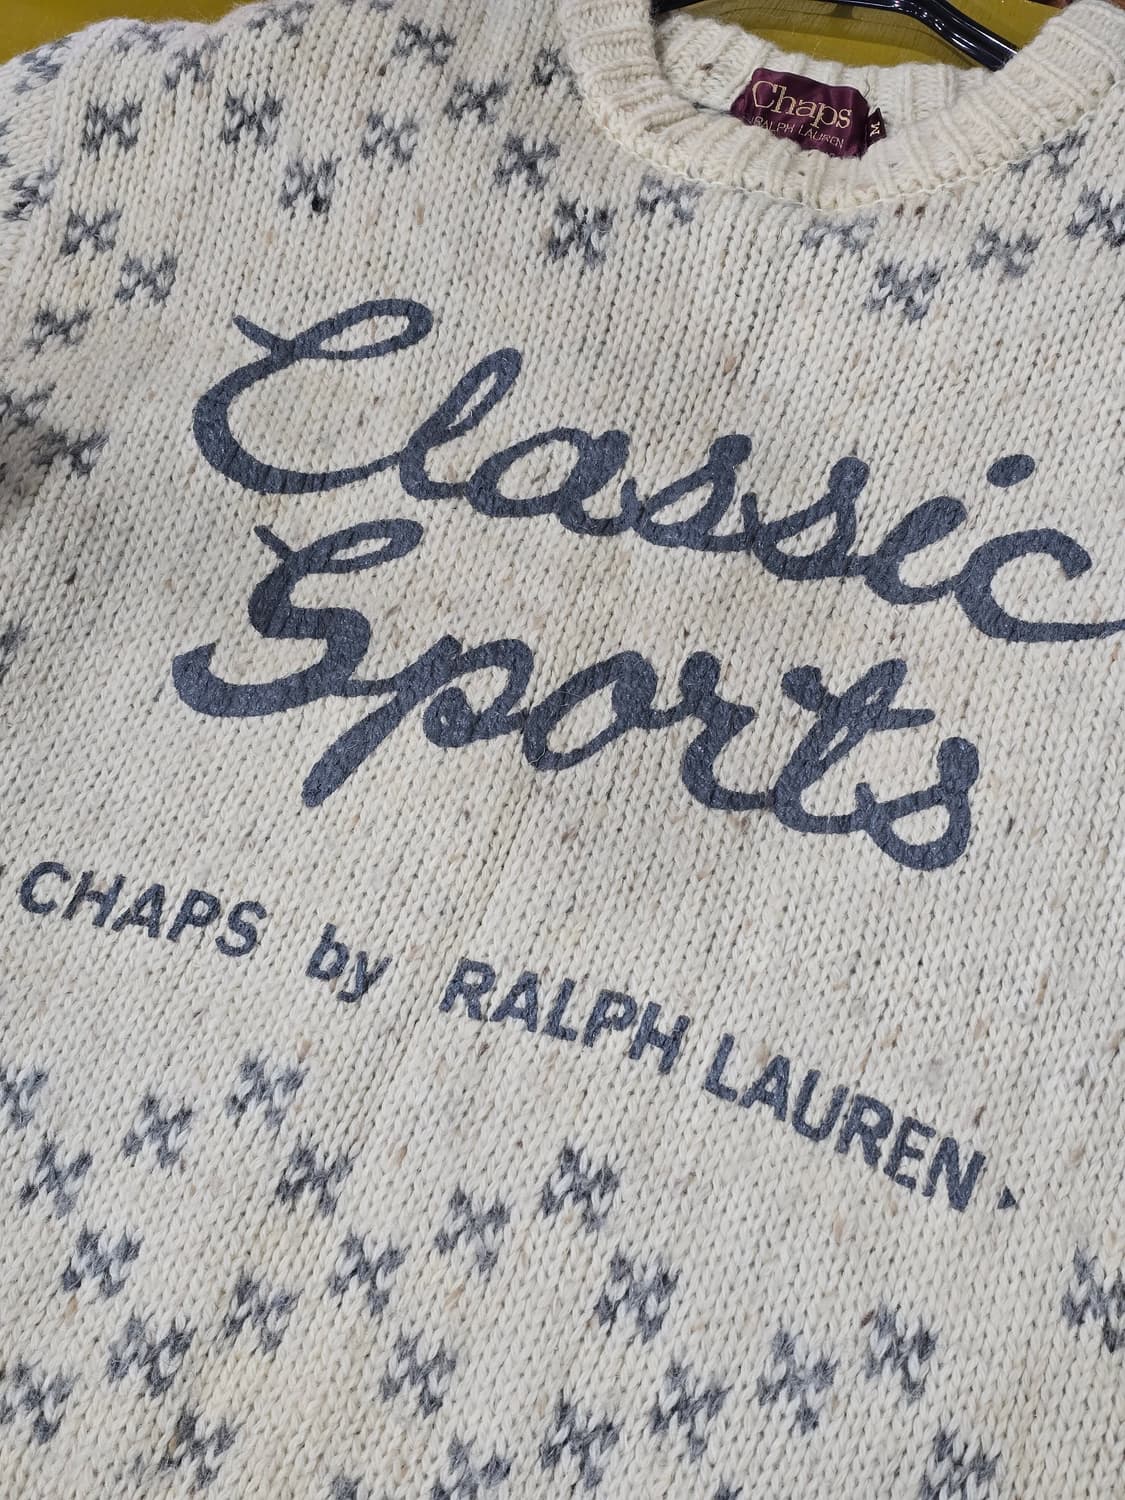 Chaps
RALPH LAUREN
M
Classic
Sports
CHAPS by RALPH LAUREN.